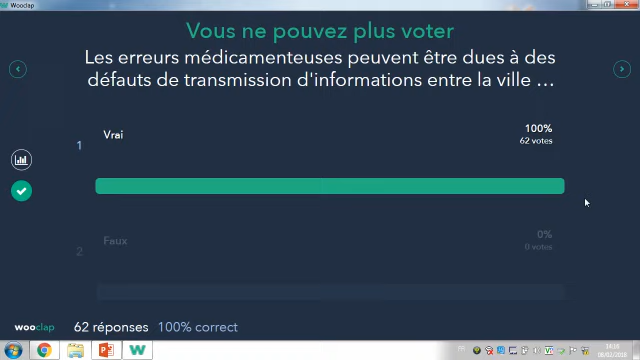 Wooclap
Vous ne pouvez plus voter
Les erreurs médicamenteuses peuvent être dues à des
défauts de transmission d'informations entre la ville ...
1
Vrai
100%
62 votes
2
Faux
0%
0 votes
wooclap 62 réponses 100% correct
FR